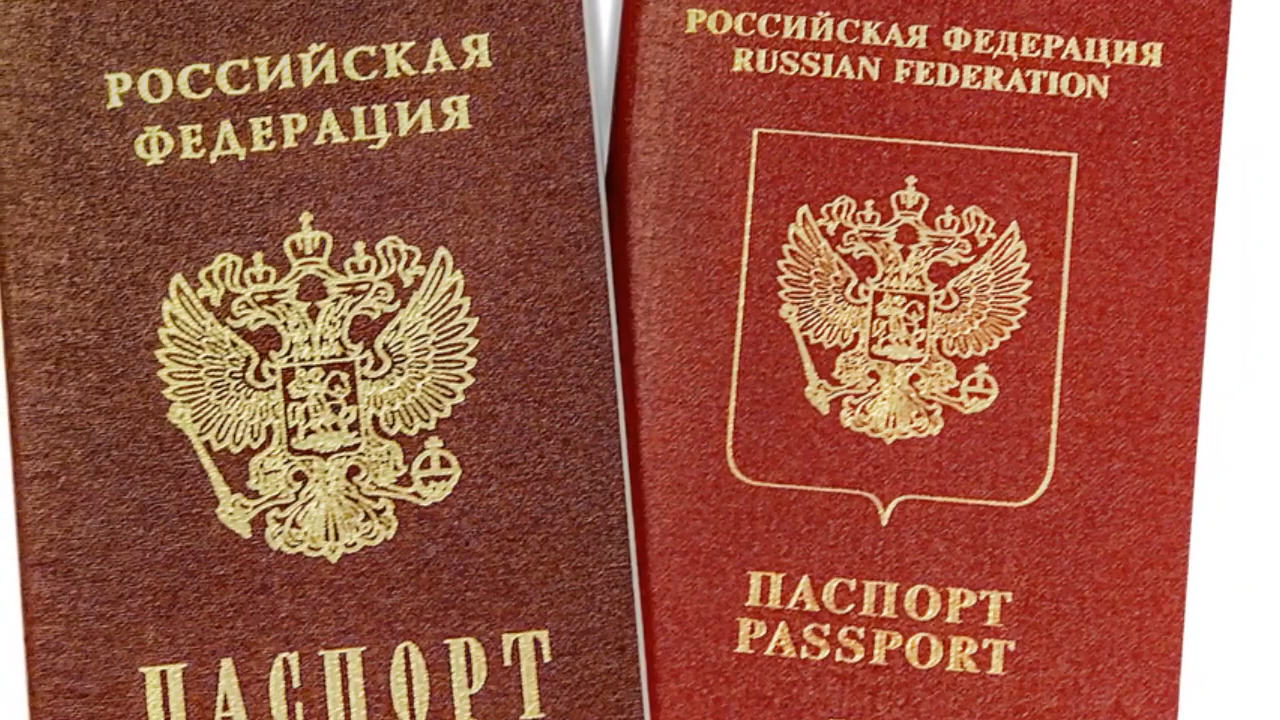 РОССИЙСКАЯ
ФЕДЕРАЦИЯ
ПАСПОРТ
РОССИЙСКАЯ ФЕДЕРАЦИЯ
RUSSIAN FEDERATION
ПАСПОРТ
PASSPORT